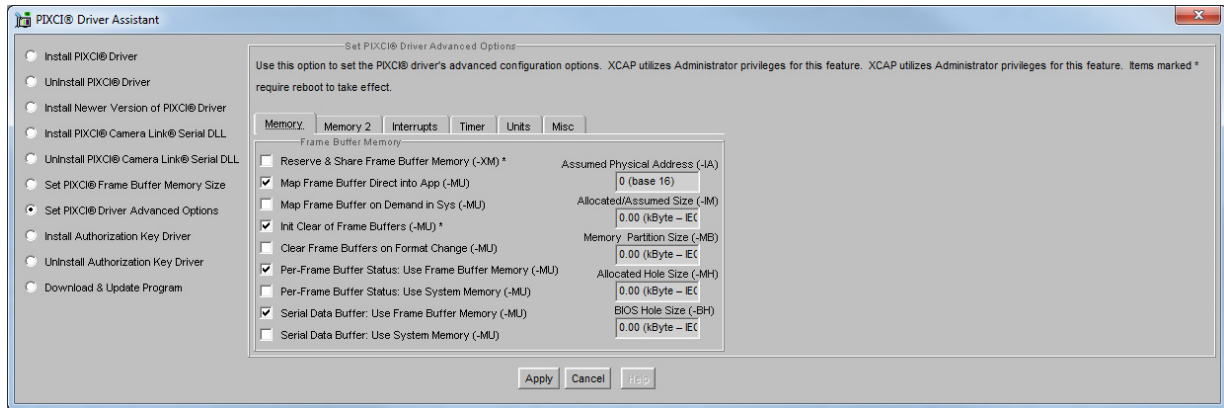 PIXCI® Driver Assistant
Install PIXCI® Driver
UnInstall PIXCI® Driver
Install Newer Version of PIXCI® Driver
Install PIXCI® Camera Link® Serial DLL
UnInstall PIXCI® Camera Link® Serial DLL
Set PIXCI® Frame Buffer Memory Size
Set PIXCI® Driver Advanced Options
Install Authorization Key Driver
UnInstall Authorization Key Driver
Download & Update Program
Set PIXCI® Driver Advanced Options
Use this option to set the PIXCI® driver's advanced configuration options. XCAP utilizes Administrator privileges for this feature. XCAP utilizes Administrator privileges for this feature. Items marked *
require reboot to take effect.
Memory Memory 2 Interrupts Timer Units Misc
Frame Buffer Memory
Reserve & Share Frame Buffer Memory (-XM) *
Map Frame Buffer Direct into App (-MU)
Map Frame Buffer on Demand in Sys (-MU)
Init Clear of Frame Buffers (-MU) *
Clear Frame Buffers on Format Change (-MU)
Per-Frame Buffer Status: Use Frame Buffer Memory (-MU)
Per-Frame Buffer Status: Use System Memory (-MU)
Serial Data Buffer: Use Frame Buffer Memory (-MU)
Serial Data Buffer: Use System Memory (-MU)
Assumed Physical Address (-IA)
0 (base 16)
Allocated/Assumed Size (-IM)
0.00 (kByte – IEC
Memory Partition Size (-MB)
0.00 (kByte – IEC
Allocated Hole Size (-MH)
0.00 (kByte – IEC
BIOS Hole Size (-BH)
0.00 (kByte – IEC
Apply Cancel Help